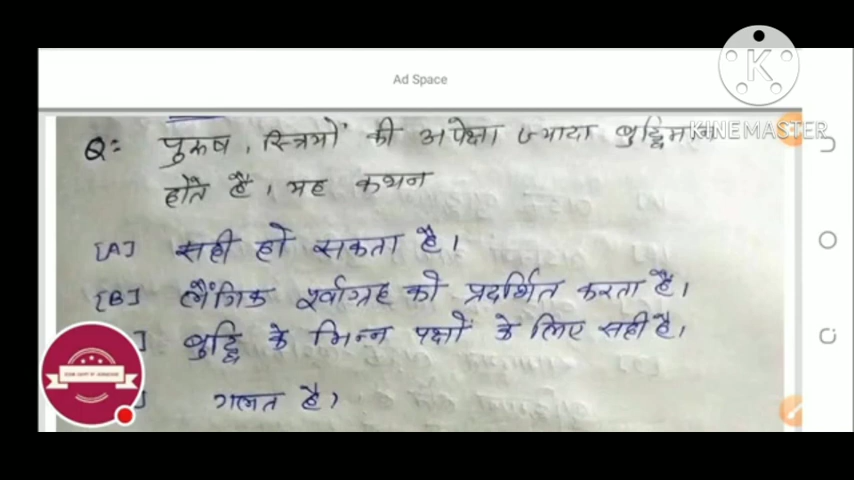 Ad Space
K
KINEMASTER
Q: पुरुष, स्त्रियों की अपेक्षा ज्यादा बुद्धिमान
होते है, यह कथन
[A] सही हो सकता है।
[B] लैंगिक पूर्वाग्रह को प्रदर्शित करता है।
] बुद्धि के भिन्न पक्षों के लिए सही है,
] गलत है।